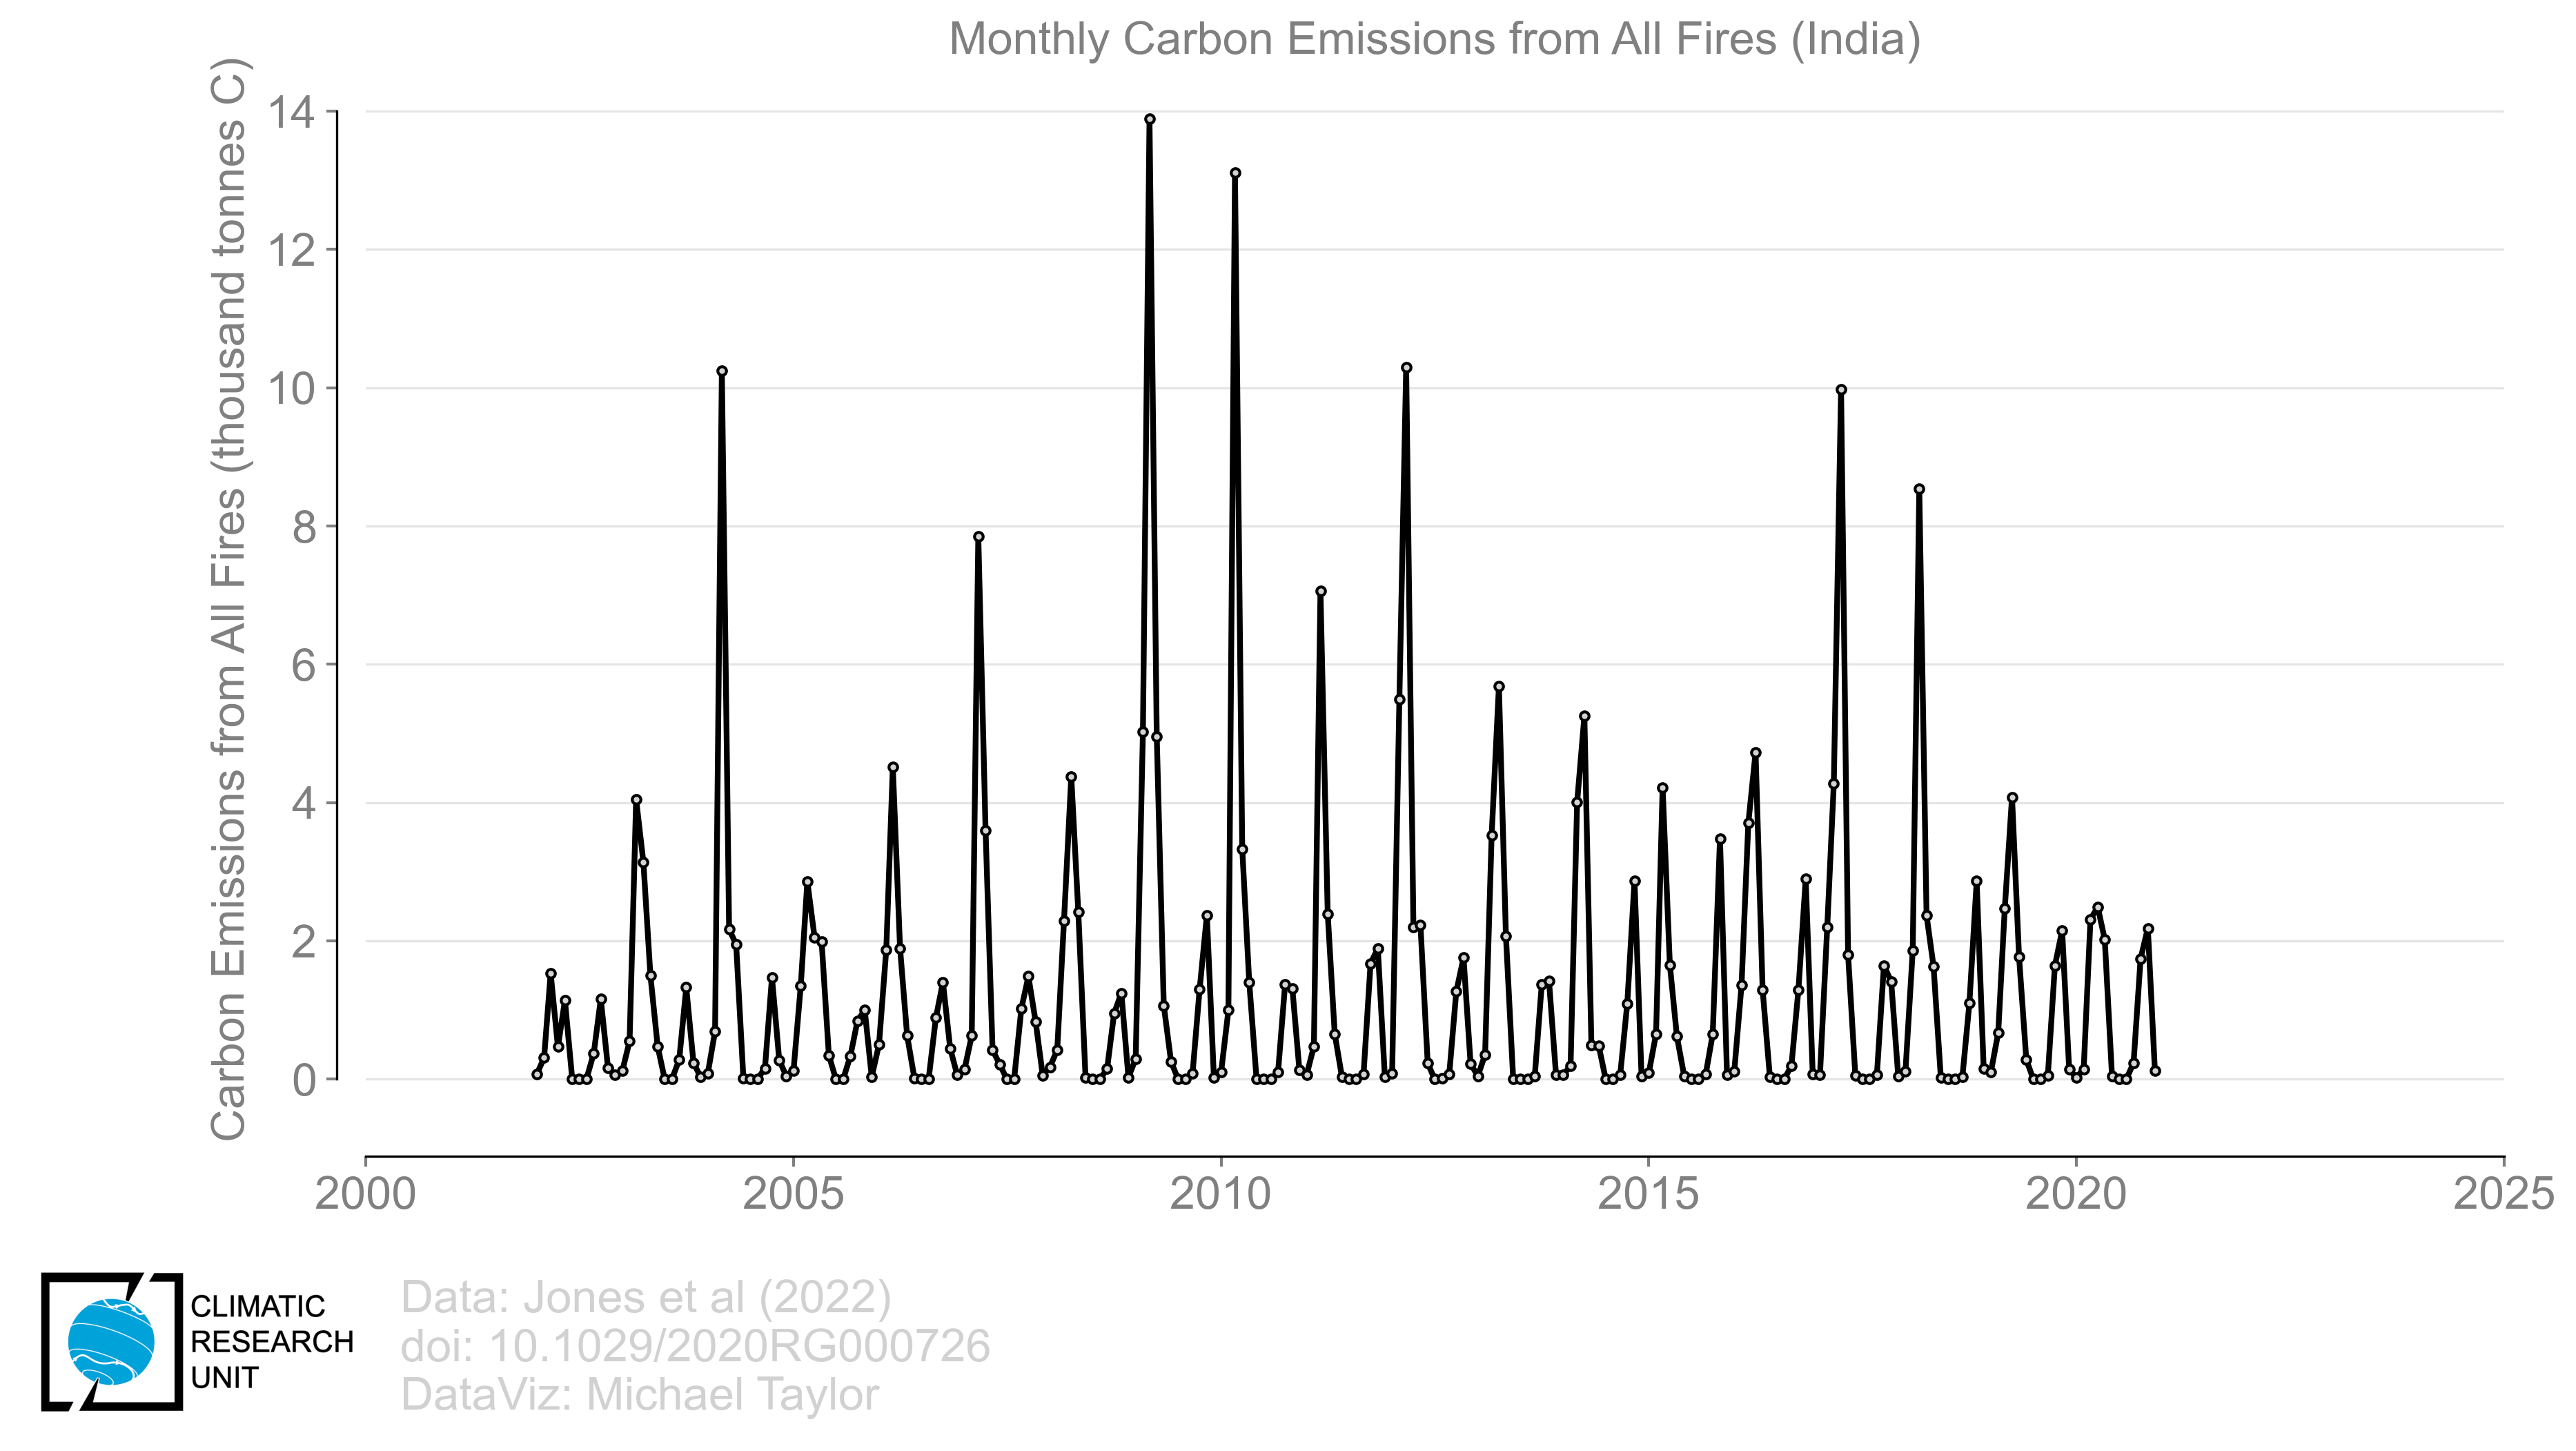 Monthly Carbon Emissions from All Fires (India)
Carbon Emissions from All Fires (thousand tonnes C)
14
12
10
8
6
4
2
0
2000
2005
2010
2015
2020
2025
CLIMATIC
RESEARCH
UNIT
Data: Jones et al (2022)
doi: 10.1029/2020RG000726
DataViz: Michael Taylor